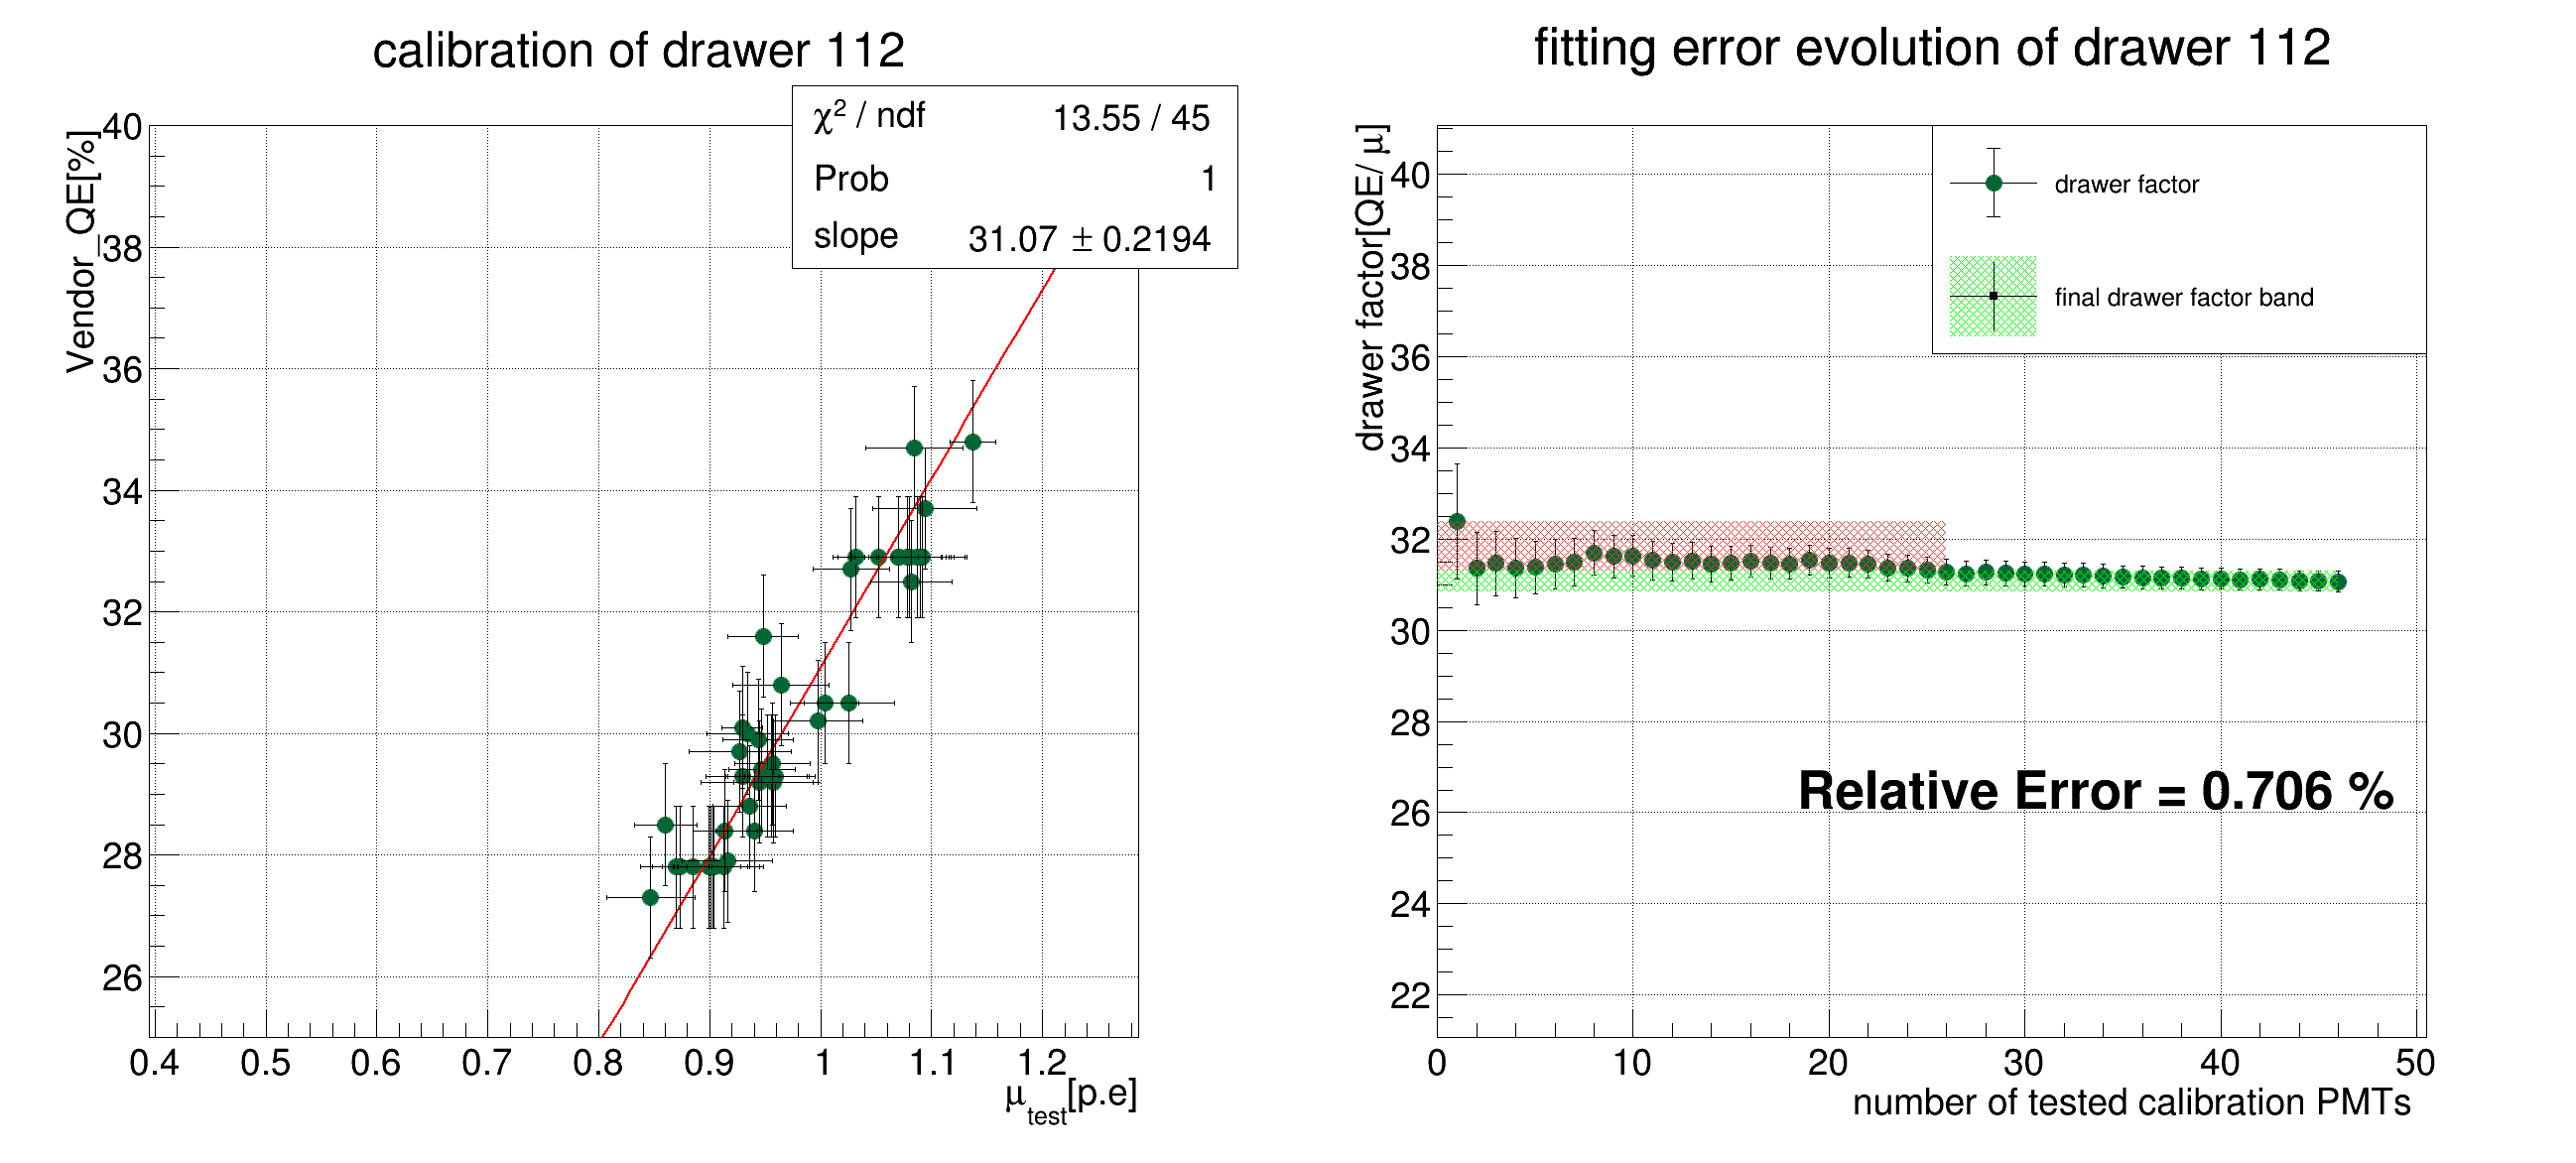 calibration of drawer 112
χ² / ndf 13.55 / 45
Prob 1
slope 31.07 ± 0.2194
Vendor_QE[%]
40
38
36
34
32
30
28
26
0.4 0.5 0.6 0.7 0.8 0.9 1 1.1 1.2
μtest[p.e]
fitting error evolution of drawer 112
drawer factor[QE/ μ]
drawer factor
final drawer factor band
40
38
36
34
32
30
28
26
24
22
Relative Error = 0.706 %
0 10 20 30 40 50
number of tested calibration PMTs